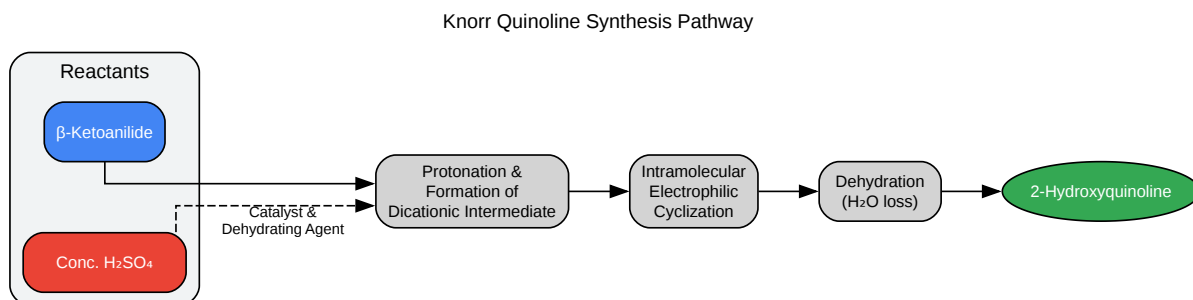 Knorr Quinoline Synthesis Pathway
Reactants
β-Ketoanilide
Conc. H₂SO₄
Catalyst &
Dehydrating Agent
Protonation &
Formation of
Dicationic Intermediate
Intramolecular
Electrophilic
Cyclization
Dehydration
(H₂O loss)
2-Hydroxyquinoline